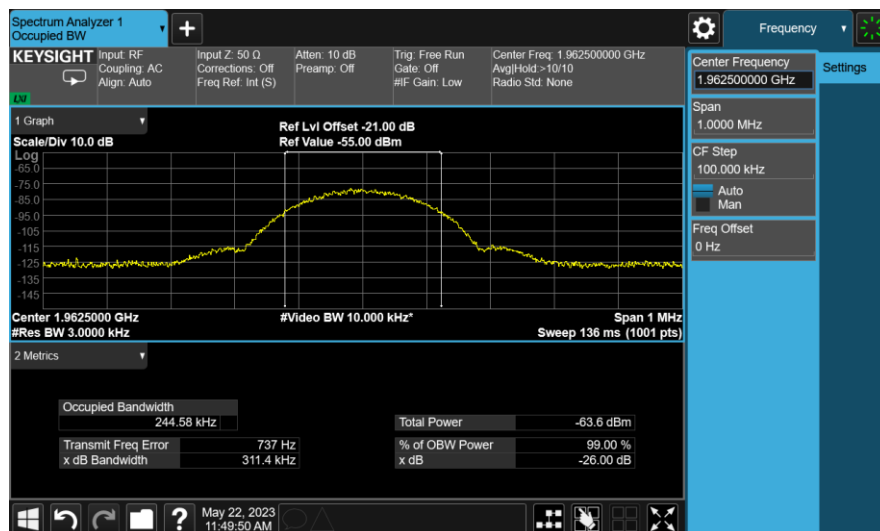 Spectrum Analyzer 1
Occupied BW
+
Frequency
KEYSIGHT
LXI
Input: RF
Coupling: AC
Align: Auto
Input Z: 50 Ω
Corrections: Off
Freq Ref: Int (S)
Atten: 10 dB
Preamp: Off
Trig: Free Run
Gate: Off
#IF Gain: Low
Center Freq: 1.962500000 GHz
Avg|Hold:>10/10
Radio Std: None
1 Graph
Scale/Div 10.0 dB
Ref Lvl Offset -21.00 dB
Ref Value -55.00 dBm
Log
-65.0
-75.0
-85.0
-95.0
-105
-115
-125
-135
-145
Center 1.9625000 GHz
#Res BW 3.0000 kHz
#Video BW 10.000 kHz*
Span 1 MHz
Sweep 136 ms (1001 pts)
2 Metrics
Occupied Bandwidth
244.58 kHz
Transmit Freq Error 737 Hz
x dB Bandwidth 311.4 kHz
Total Power -63.6 dBm
% of OBW Power 99.00 %
x dB -26.00 dB
Center Frequency
1.962500000 GHz
Span
1.0000 MHz
CF Step
100.000 kHz
Auto
Man
Freq Offset
0 Hz
Settings
?
May 22, 2023
11:49:50 AM